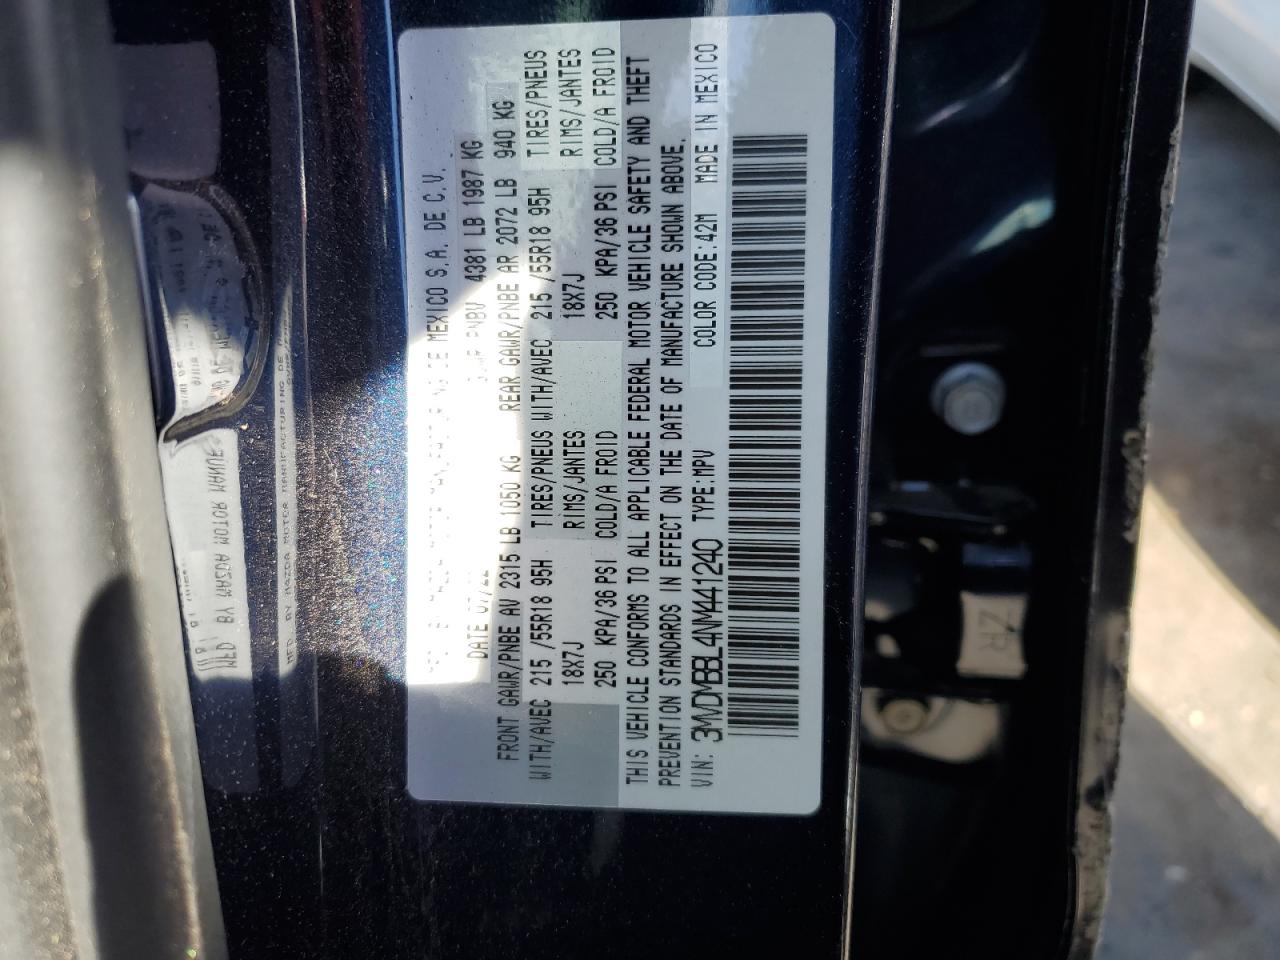 DE MEXICO S.A. DE C.V.
DATE 07/22
4381 LB 1987 KG
FRONT GAWR/PNBE AV 2315 LB 1050 KG REAR GAWR/PNBE AR 2072 LB 940 KG
WITH/AVEC 215 /55R18 95H TIRES/PNEUS WITH/AVEC 215 /55R18 95H TIRES/PNEUS
18X7J RIMS/JANTES 18X7J RIMS/JANTES
250 KPA/36 PSI COLD/A FROID 250 KPA/36 PSI COLD/A FROID
THIS VEHICLE CONFORMS TO ALL APPLICABLE FEDERAL MOTOR VEHICLE SAFETY AND THEFT
PREVENTION STANDARDS IN EFFECT ON THE DATE OF MANUFACTURE SHOWN ABOVE.
VIN: 3MVDMBBL4NM441240 TYPE:MPV COLOR CODE:42M MADE IN MEXICO
MFD. BY MAZDA MOTOR MANUFACTURING DE
MFD BY MAZDA MOTOR MANUF
ZR